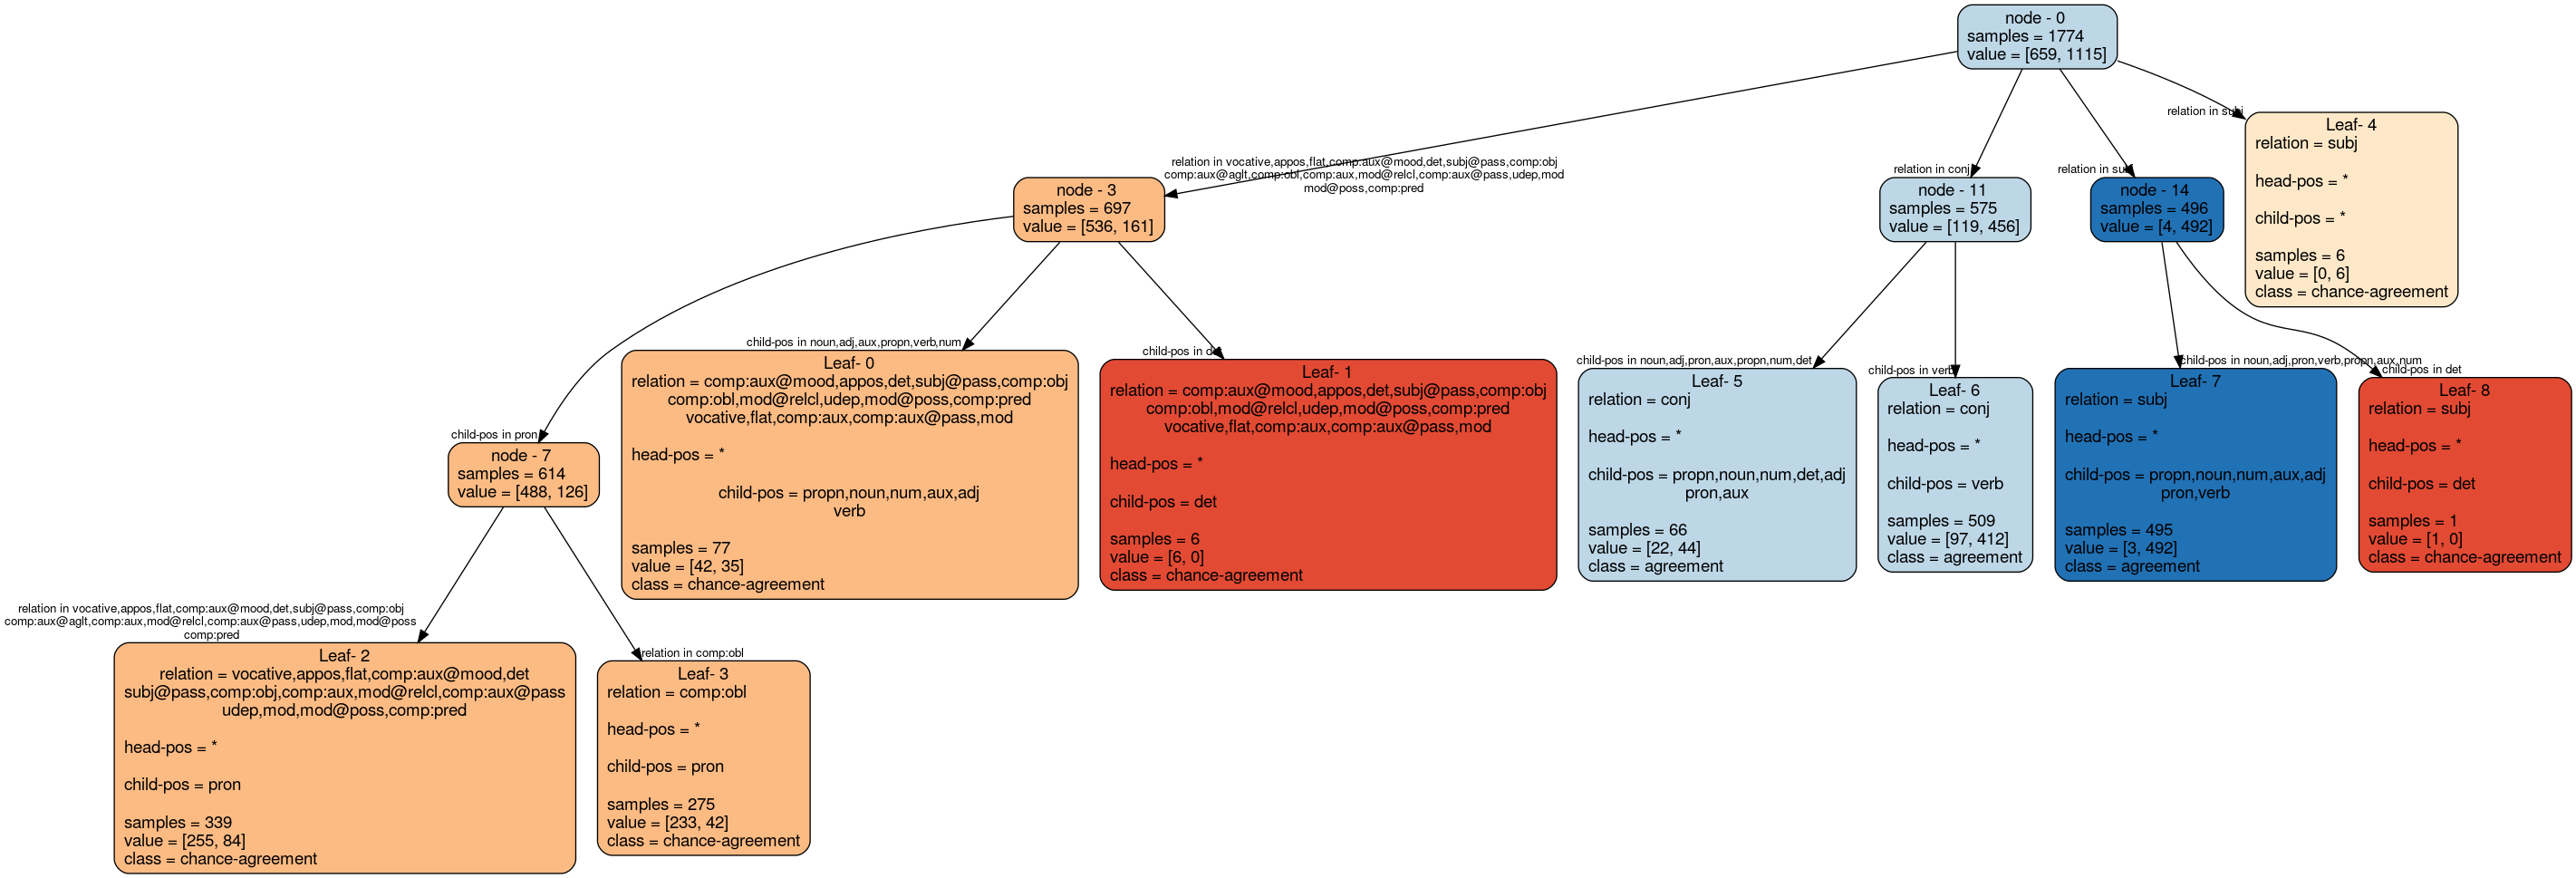 node - 0
samples = 1774
value = [659, 1115]
relation in vocative,appos,flat,comp:aux@mood,det,subj@pass,comp:obj
comp:aux@aglt,comp:obl,comp:aux,mod@relcl,comp:aux@pass,udep,mod
mod@poss,comp:pred
relation in conj
relation in subj
relation in subj
node - 3
samples = 697
value = [536, 161]
node - 11
samples = 575
value = [119, 456]
node - 14
samples = 496
value = [4, 492]
Leaf- 4
relation = subj
head-pos = *
child-pos = *
samples = 6
value = [0, 6]
class = chance-agreement
child-pos in pron
child-pos in noun,adj,aux,propn,verb,num
child-pos in det
child-pos in noun,adj,pron,aux,propn,num,det
child-pos in verb
child-pos in noun,adj,pron,verb,propn,aux,num
child-pos in det
node - 7
samples = 614
value = [488, 126]
Leaf- 0
relation = comp:aux@mood,appos,det,subj@pass,comp:obj
comp:obl,mod@relcl,udep,mod@poss,comp:pred
vocative,flat,comp:aux,comp:aux@pass,mod
head-pos = *
child-pos = propn,noun,num,aux,adj
verb
samples = 77
value = [42, 35]
class = chance-agreement
Leaf- 1
relation = comp:aux@mood,appos,det,subj@pass,comp:obj
comp:obl,mod@relcl,udep,mod@poss,comp:pred
vocative,flat,comp:aux,comp:aux@pass,mod
head-pos = *
child-pos = det
samples = 6
value = [6, 0]
class = chance-agreement
Leaf- 5
relation = conj
head-pos = *
child-pos = propn,noun,num,det,adj
pron,aux
samples = 66
value = [22, 44]
class = agreement
Leaf- 6
relation = conj
head-pos = *
child-pos = verb
samples = 509
value = [97, 412]
class = agreement
Leaf- 7
relation = subj
head-pos = *
child-pos = propn,noun,num,aux,adj
pron,verb
samples = 495
value = [3, 492]
class = agreement
Leaf- 8
relation = subj
head-pos = *
child-pos = det
samples = 1
value = [1, 0]
class = chance-agreement
relation in vocative,appos,flat,comp:aux@mood,det,subj@pass,comp:obj
comp:aux@aglt,comp:aux,mod@relcl,comp:aux@pass,udep,mod,mod@poss
comp:pred
relation in comp:obl
Leaf- 2
relation = vocative,appos,flat,comp:aux@mood,det
subj@pass,comp:obj,comp:aux,mod@relcl,comp:aux@pass
udep,mod,mod@poss,comp:pred
head-pos = *
child-pos = pron
samples = 339
value = [255, 84]
class = chance-agreement
Leaf- 3
relation = comp:obl
head-pos = *
child-pos = pron
samples = 275
value = [233, 42]
class = chance-agreement